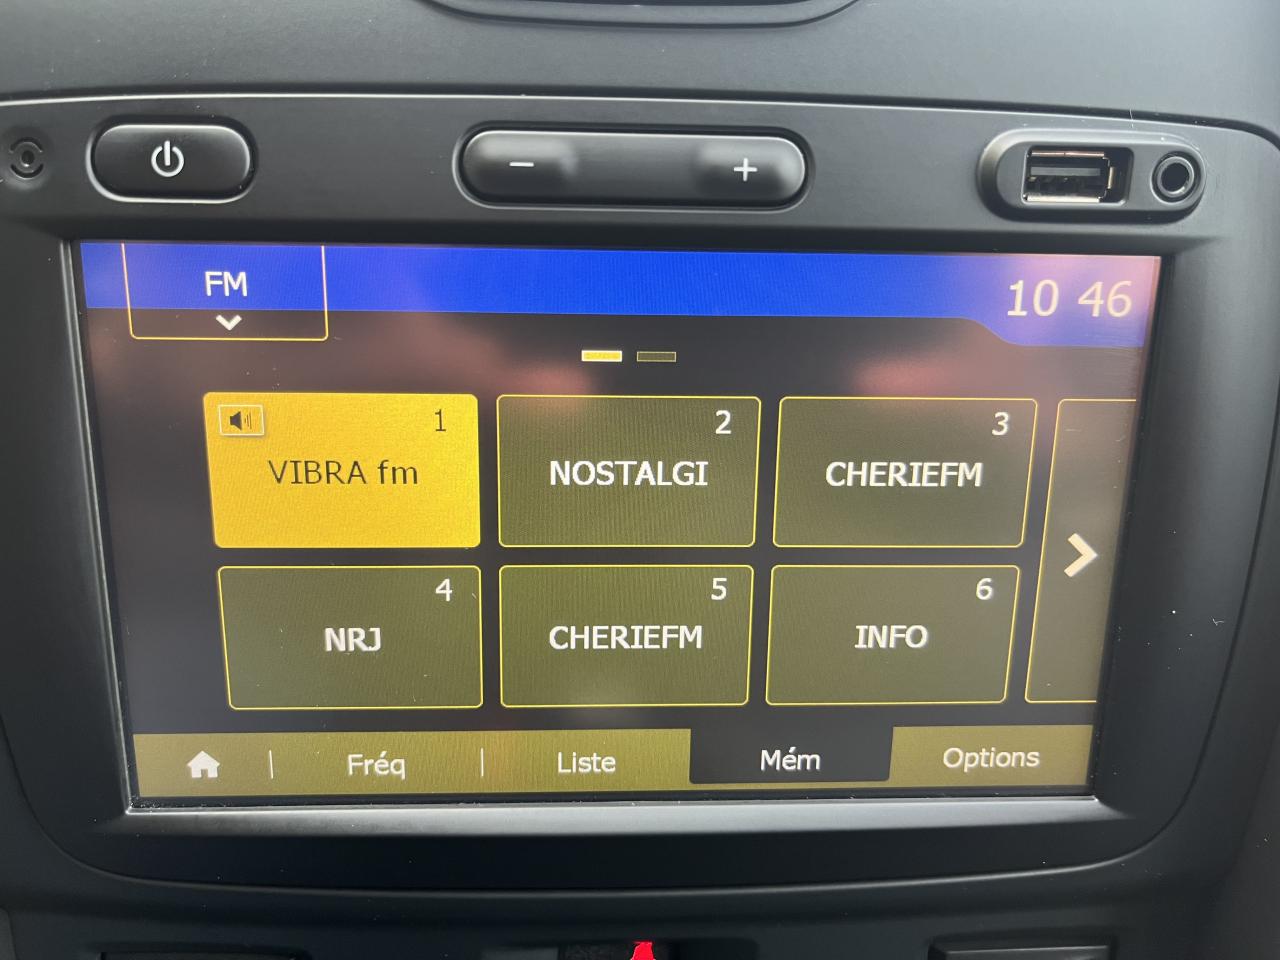 FM
10 46
1
VIBRA fm
2
NOSTALGI
3
CHERIEFM
4
NRJ
5
CHERIEFM
6
INFO
Fréq
Liste
Mém
Options